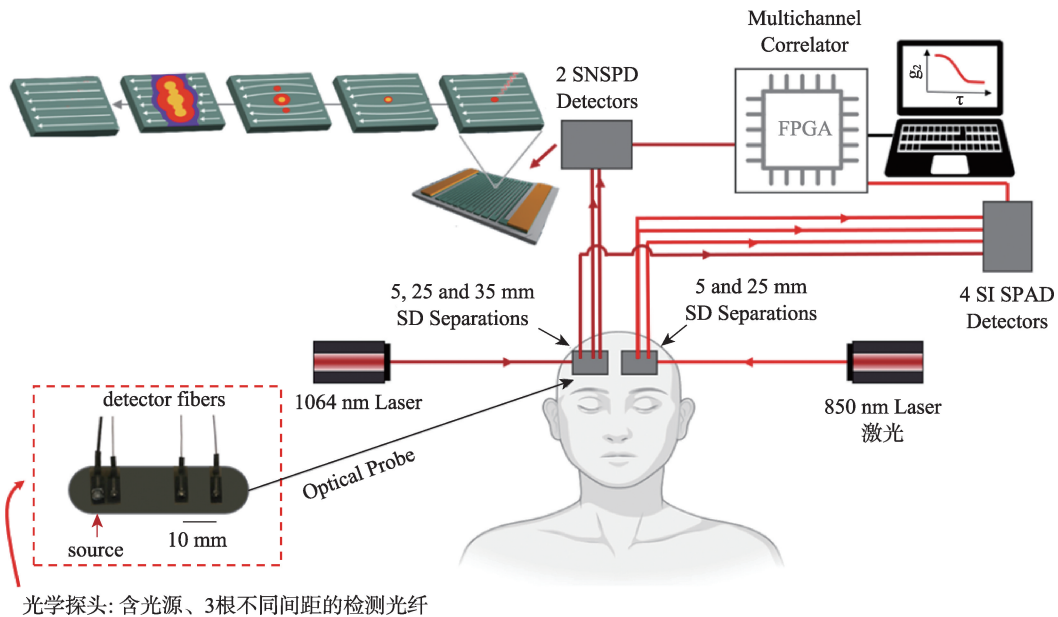 Multichannel
Correlator
2 SNSPD
Detectors
FPGA
g2
τ
5, 25 and 35 mm
SD Separations
5 and 25 mm
SD Separations
4 SI SPAD
Detectors
1064 nm Laser
850 nm Laser
激光
detector fibers
Optical Probe
source
10 mm
光学探头: 含光源、3根不同间距的检测光纤